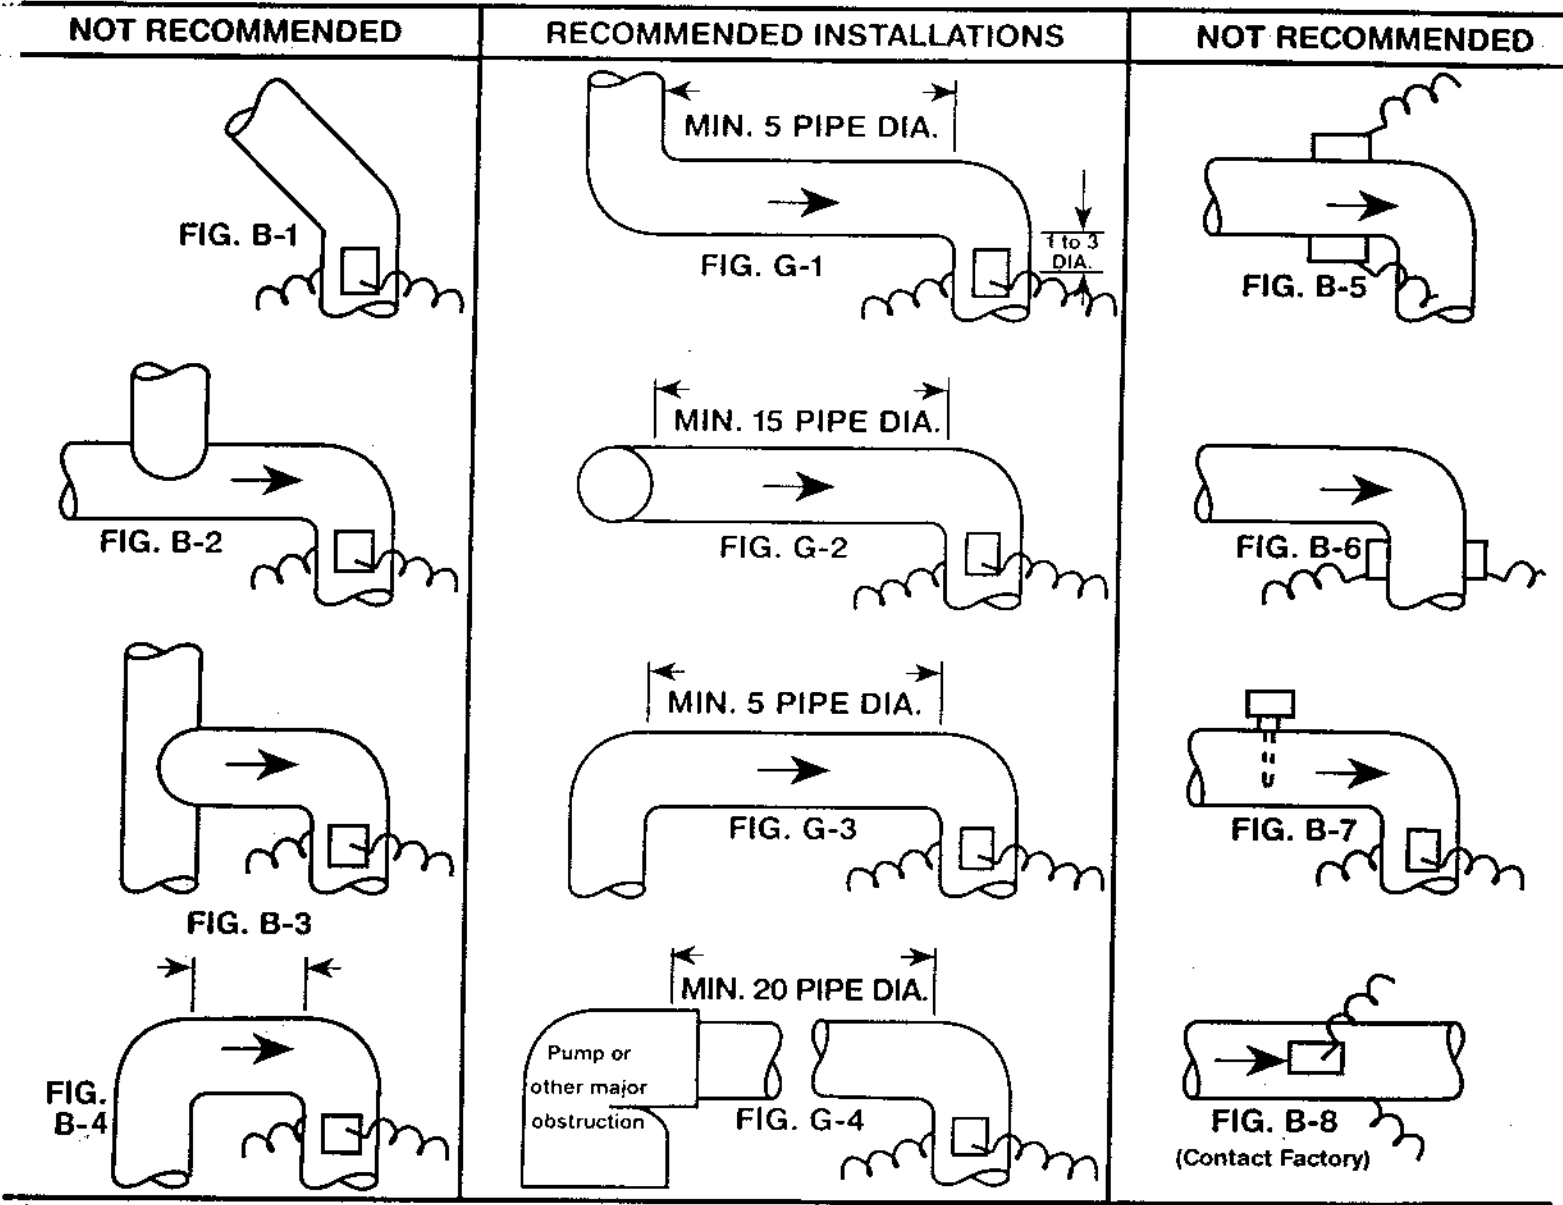 NOT RECOMMENDED
RECOMMENDED INSTALLATIONS
NOT RECOMMENDED
FIG. B-1
MIN. 5 PIPE DIA.
FIG. G-1
1 to 3
DIA.
FIG. B-5
FIG. B-2
MIN. 15 PIPE DIA.
FIG. G-2
FIG. B-6
FIG. B-3
MIN. 5 PIPE DIA.
FIG. G-3
FIG. B-7
FIG.
B-4
MIN. 20 PIPE DIA.
Pump or
other major
obstruction
FIG. G-4
FIG. B-8
(Contact Factory)